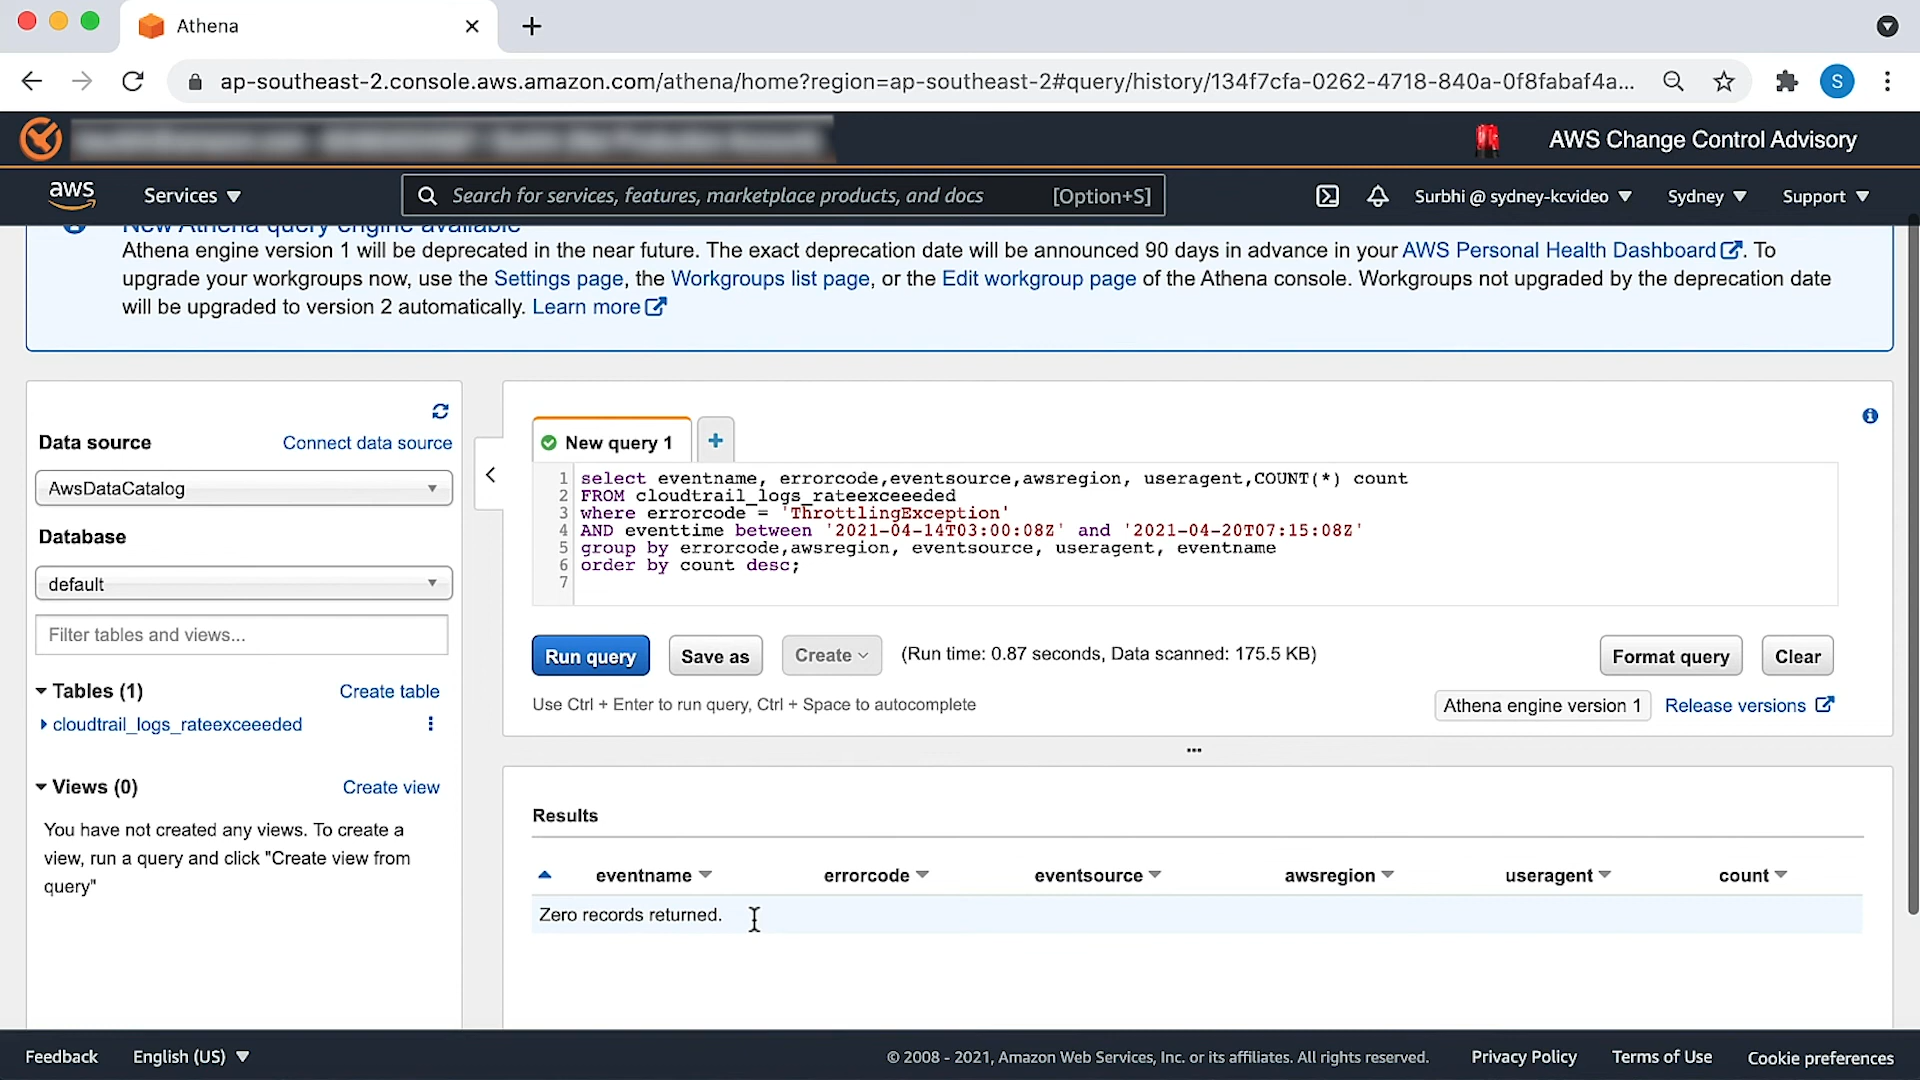 Athena
ap-southeast-2.console.aws.amazon.com/athena/home?region=ap-southeast-2#query/history/134f7cfa-0262-4718-840a-0f8fabaf4a...
S
AWS Change Control Advisory
aws
Services
Search for services, features, marketplace products, and docs [Option+S]
Surbhi @ sydney-kcvideo
Sydney
Support
New Athena query engine available
Athena engine version 1 will be deprecated in the near future. The exact deprecation date will be announced 90 days in advance in your AWS Personal Health Dashboard. To
upgrade your workgroups now, use the Settings page, the Workgroups list page, or the Edit workgroup page of the Athena console. Workgroups not upgraded by the deprecation date
will be upgraded to version 2 automatically. Learn more
Data source Connect data source
AwsDataCatalog
Database
default
Filter tables and views...
Tables (1) Create table
cloudtrail_logs_rateexceeeded
Views (0) Create view
You have not created any views. To create a
view, run a query and click "Create view from
query"
New query 1
1 select eventname, errorcode,eventsource,awsregion, useragent,COUNT(*) count
2 FROM cloudtrail_logs_rateexceeeded
3 where errorcode = 'ThrottlingException'
4 AND eventtime between '2021-04-14T03:00:08Z' and '2021-04-20T07:15:08Z'
5 group by errorcode,awsregion, eventsource, useragent, eventname
6 order by count desc;
7
Run query Save as Create (Run time: 0.87 seconds, Data scanned: 175.5 KB) Format query Clear
Use Ctrl + Enter to run query, Ctrl + Space to autocomplete
Athena engine version 1 Release versions
Results
eventname errorcode eventsource awsregion useragent count
Zero records returned.
Feedback English (US) © 2008 - 2021, Amazon Web Services, Inc. or its affiliates. All rights reserved. Privacy Policy Terms of Use Cookie preferences